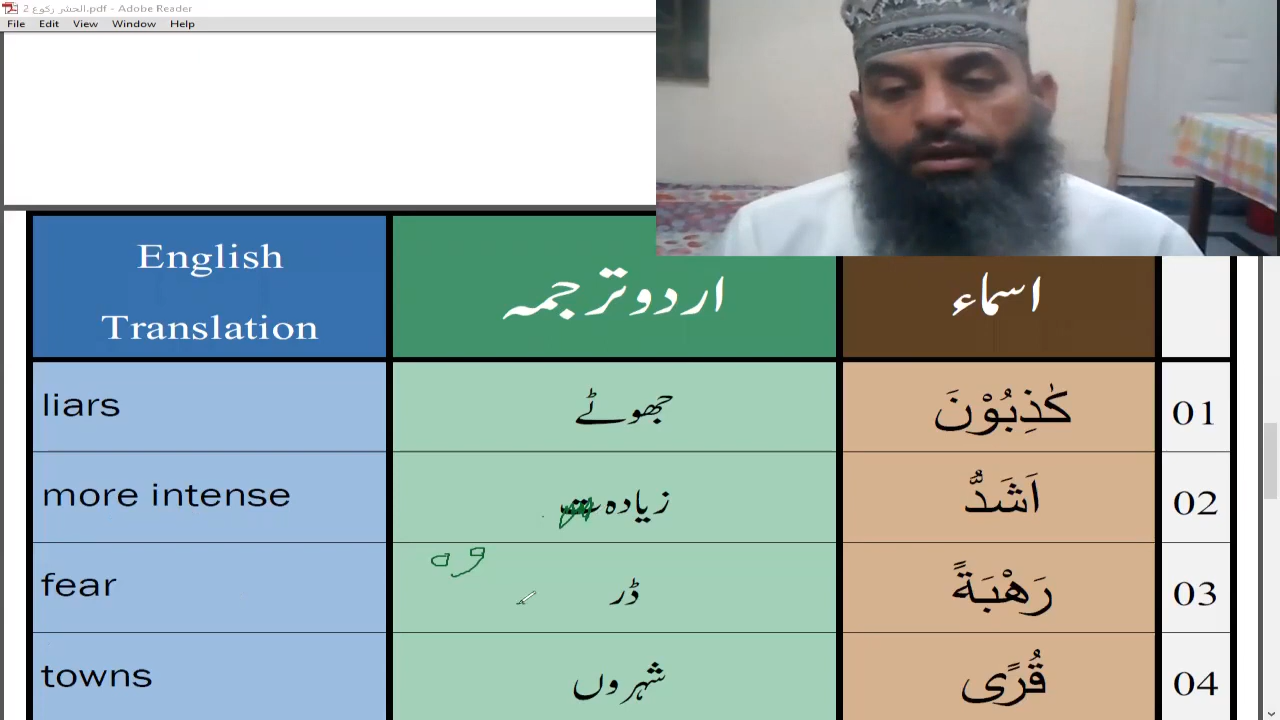 الحشر رکوع 2.pdf - Adobe Reader
File Edit View Window Help
English Translation اردو ترجمہ اسماء
liars جھوٹے كٰذِبُوْنَ 01
more intense زیادہ اَشَدُّ 02
fear ڈر رَهْبَةً 03
towns شہروں قُرًى 04